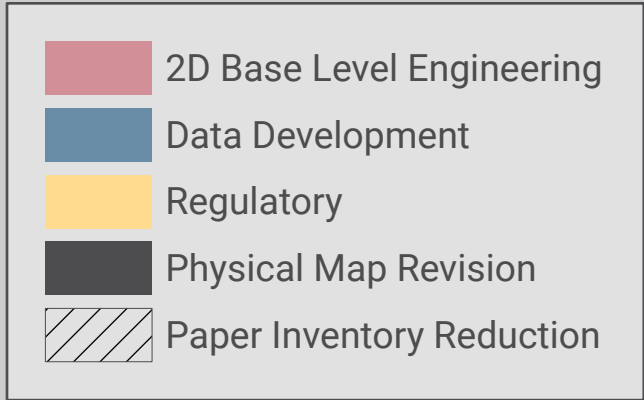 2D Base Level Engineering
Data Development
Regulatory
Physical Map Revision
Paper Inventory Reduction